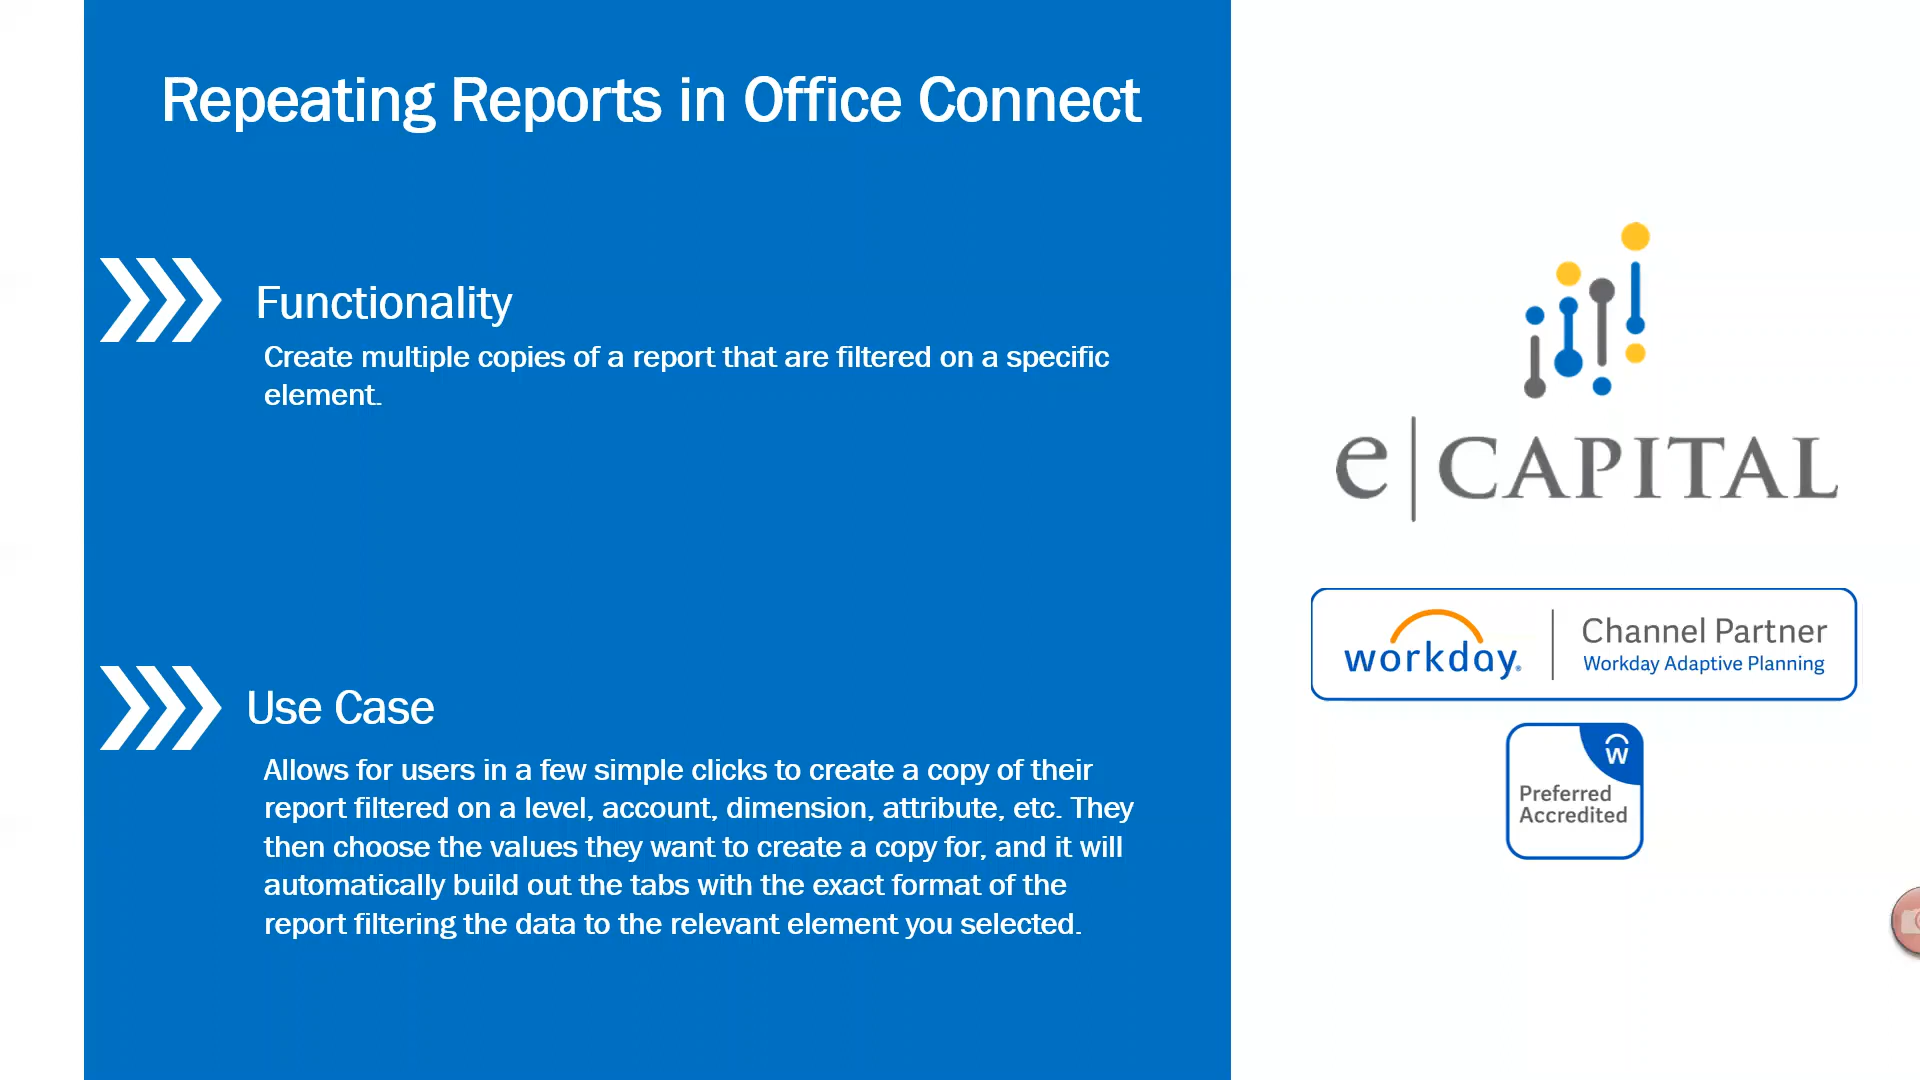 Repeating Reports in Office Connect
Functionality
Create multiple copies of a report that are filtered on a specific
element.
Use Case
Allows for users in a few simple clicks to create a copy of their
report filtered on a level, account, dimension, attribute, etc. They
then choose the values they want to create a copy for, and it will
automatically build out the tabs with the exact format of the
report filtering the data to the relevant element you selected.
e|CAPITAL
workday®
Channel Partner
Workday Adaptive Planning
W
Preferred
Accredited